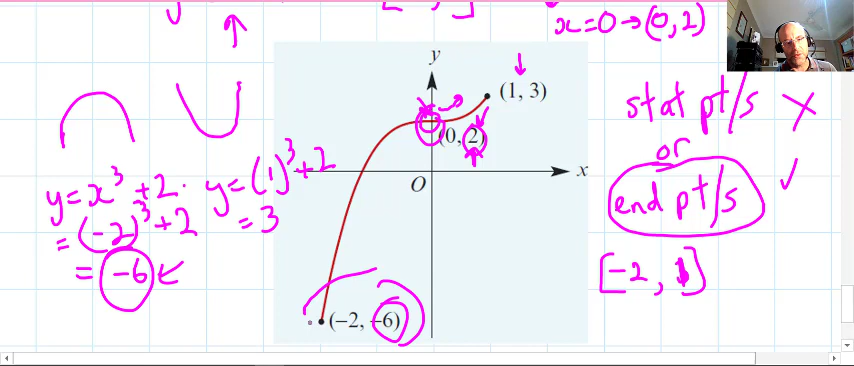 x=0→(0,2)
y
(1, 3)
(0, 2)
x
O
(−2, −6)
y=x³+2.
=(-2)³+2
= -6
y=(1)³+2
=3
stat pt/s
or
end pt/s
[-2, 1]